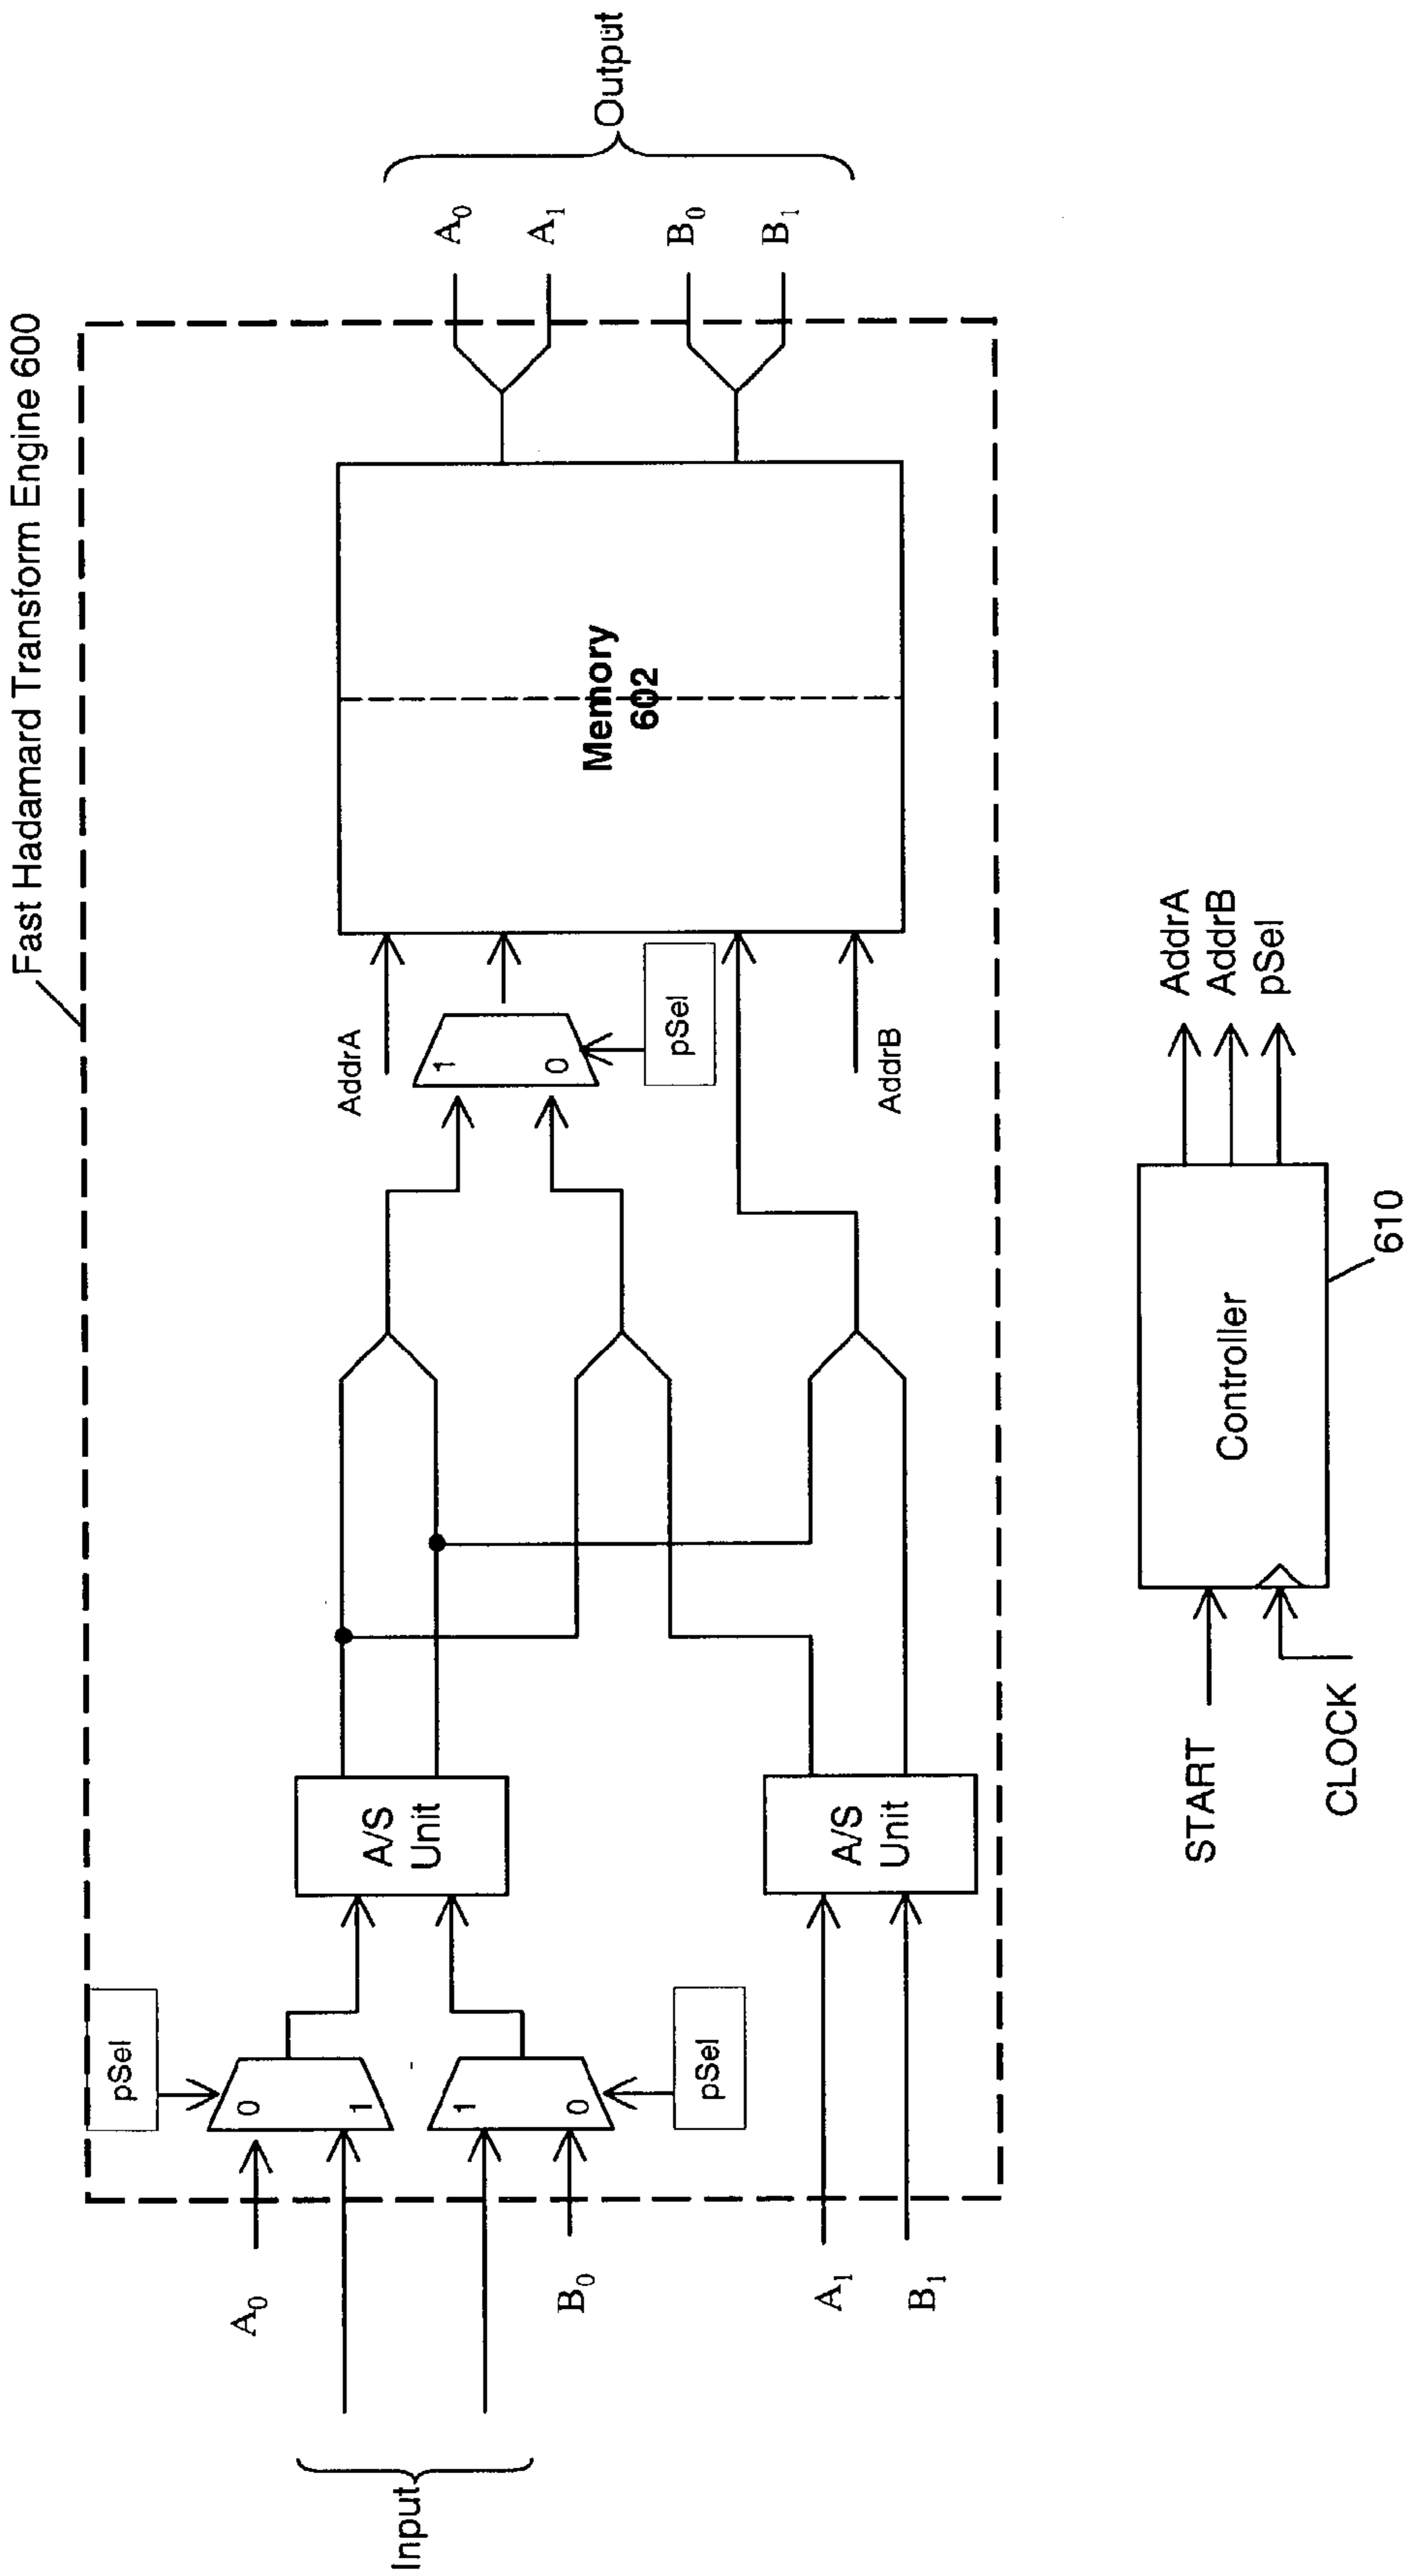 Fast Hadamard Transform Engine 600
pSel
0
1
1
0
pSel
A₀
Input
B₀
A₁
B₁
A/S
Unit
A/S
Unit
AddrA
1
0
pSel
AddrB
Memory
602
A₀
A₁
B₀
B₁
Output
START
CLOCK
Controller
610
AddrA
AddrB
pSel